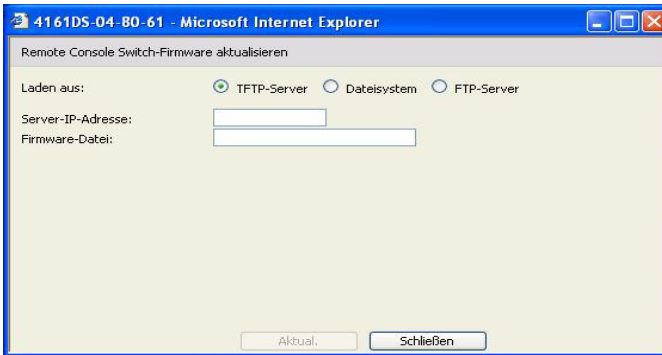 4161DS-04-80-61 - Microsoft Internet Explorer
Remote Console Switch-Firmware aktualisieren
Laden aus: TFTP-Server Dateisystem FTP-Server
Server-IP-Adresse:
Firmware-Datei:
Aktual. Schließen